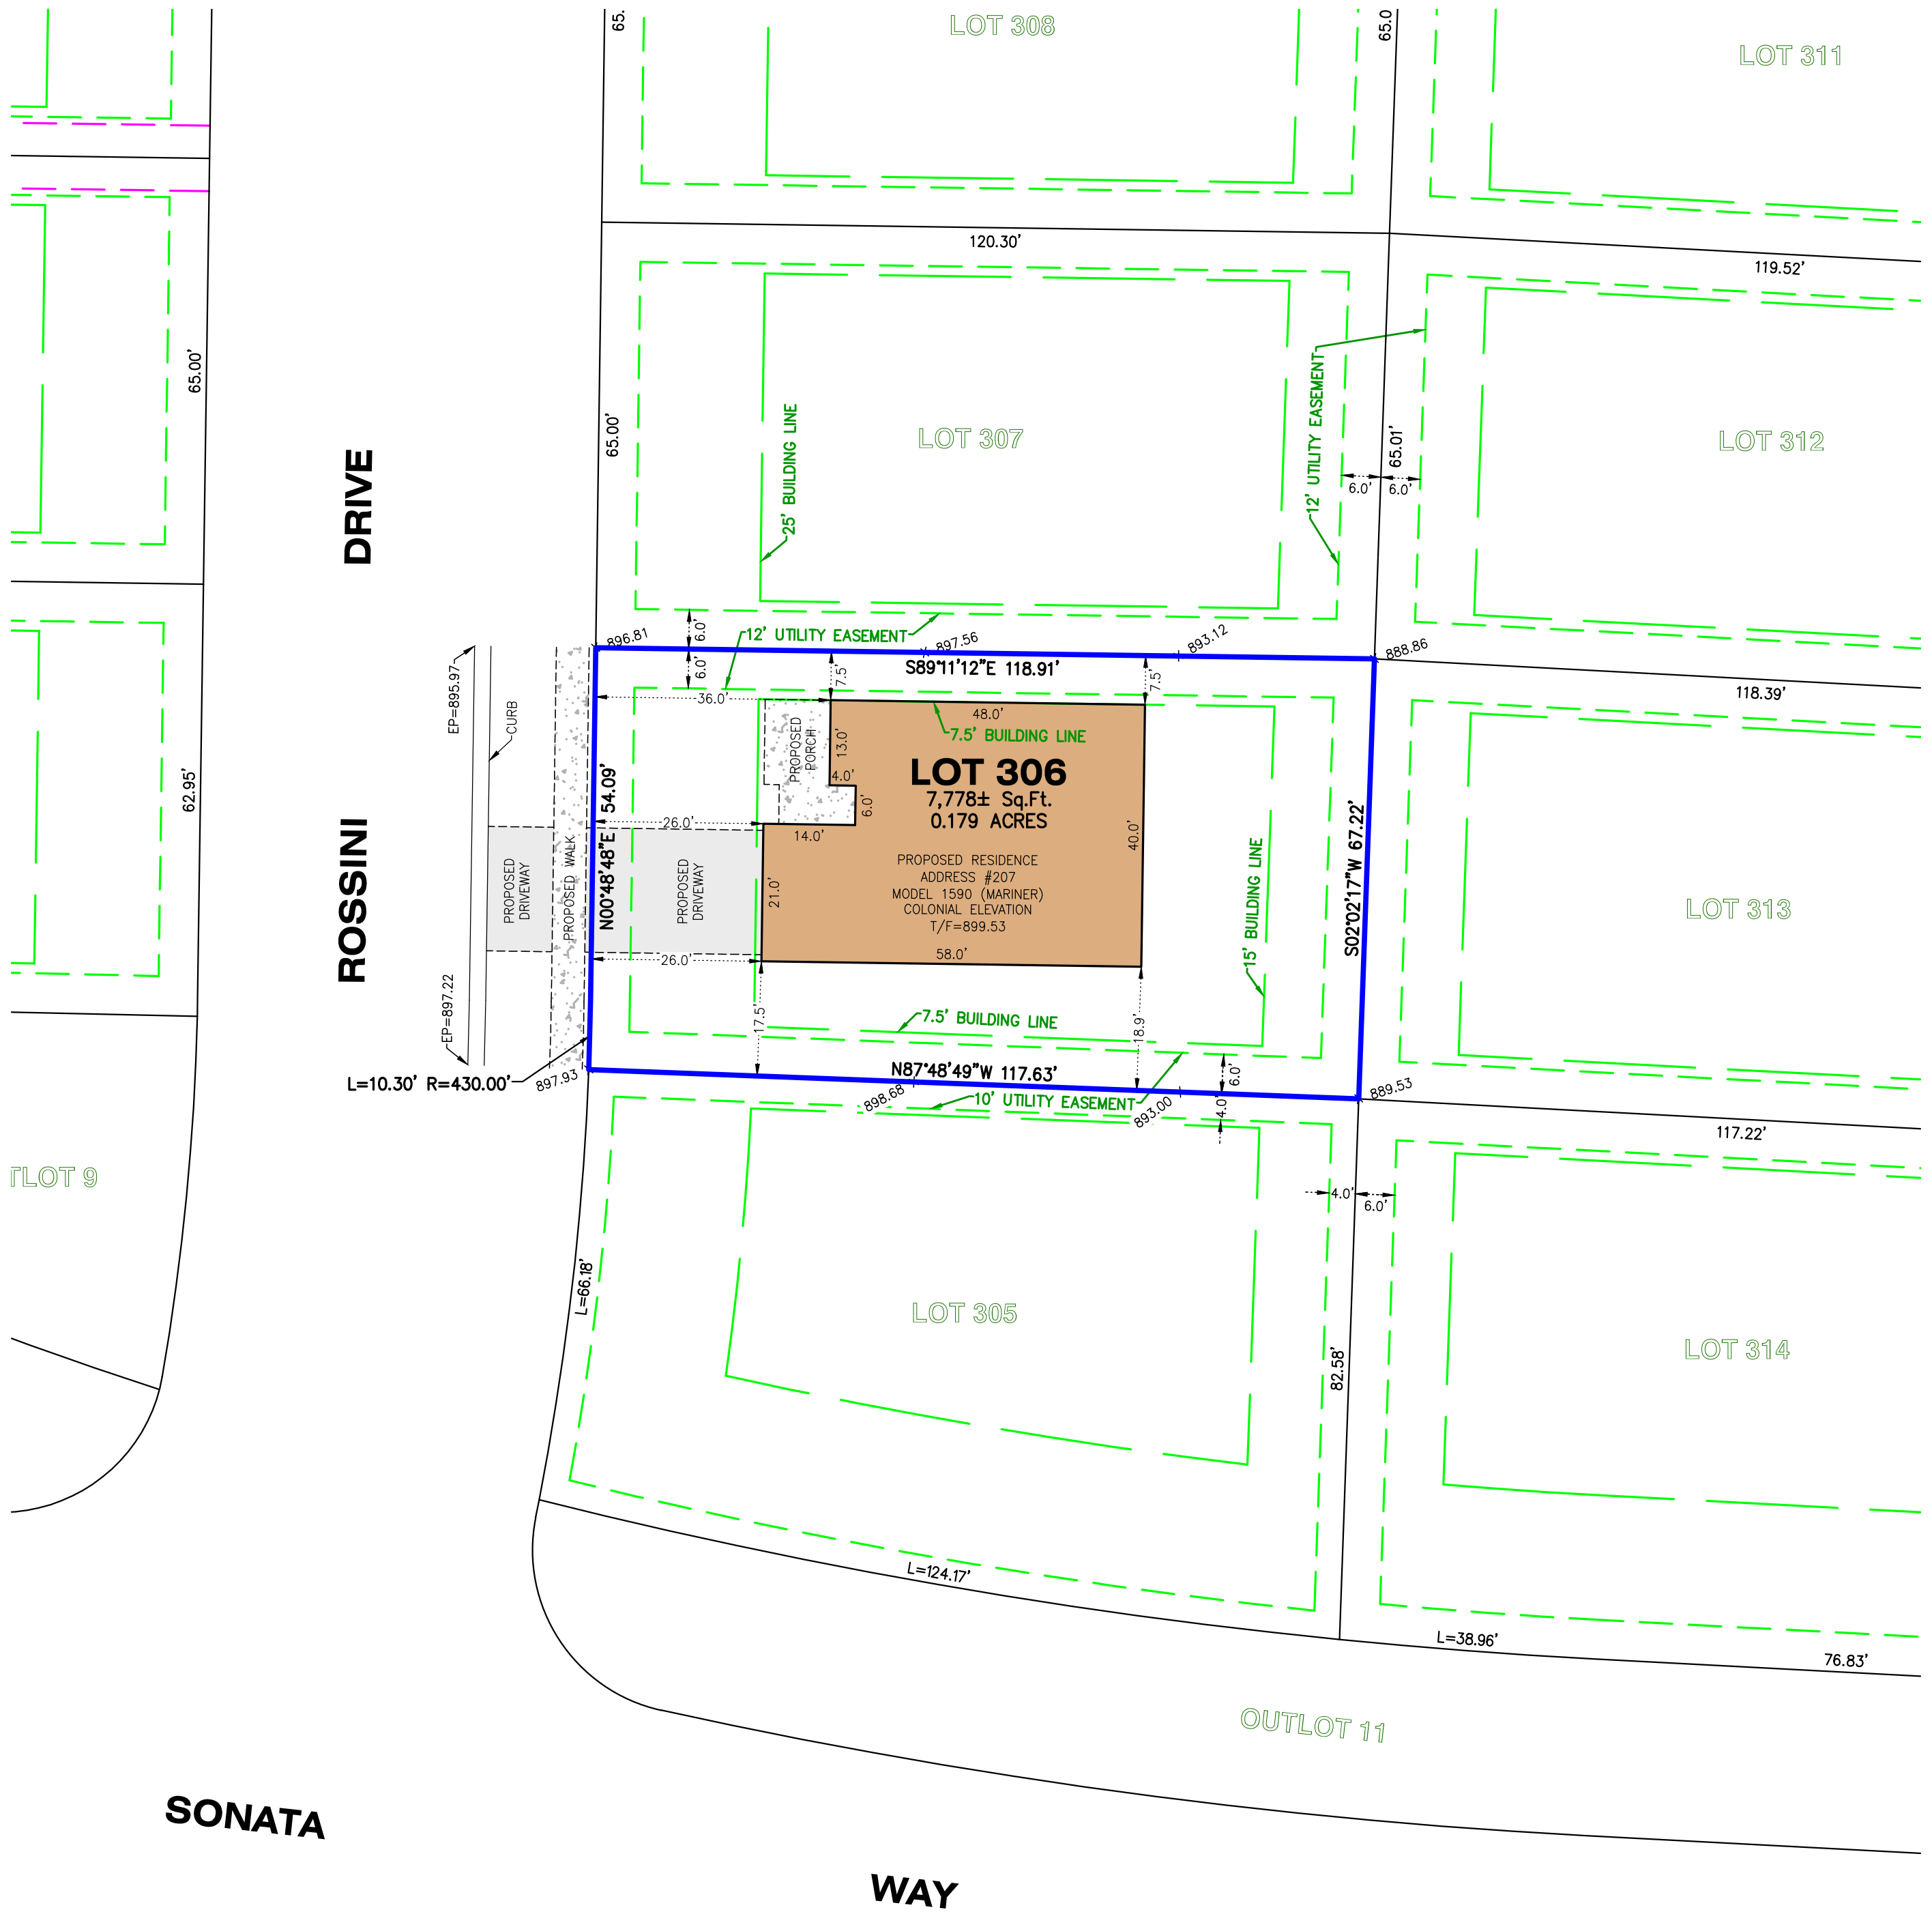 LOT 308
65.
65.0
LOT 311
120.30'
119.52'
65.00'
65.00'
DRIVE
25' BUILDING LINE
LOT 307
12' UTILITY EASEMENT
65.01'
6.0'
6.0'
LOT 312
896.81
6.0'
12' UTILITY EASEMENT
897.56
893.12
888.86
6.0'
7.5'
S89°11'12"E 118.91'
7.5'
118.39'
EP=895.97
CURB
36.0'
48.0'
7.5' BUILDING LINE
PROPOSED
PORCH
13.0'
4.0'
6.0'
LOT 306
7,778± Sq.Ft.
0.179 ACRES
62.95'
N00°48'48"E 54.09'
26.0'
14.0'
40.0'
S02°02'17"W 67.22'
ROSSINI
PROPOSED
DRIVEWAY
PROPOSED WALK
PROPOSED
DRIVEWAY
21.0'
PROPOSED RESIDENCE
ADDRESS #207
MODEL 1590 (MARINER)
COLONIAL ELEVATION
T/F=899.53
15' BUILDING LINE
LOT 313
26.0'
58.0'
EP=897.22
17.5'
7.5' BUILDING LINE
18.9'
L=10.30' R=430.00'
897.93
N87°48'49"W 117.63'
6.0'
898.68
10' UTILITY EASEMENT
893.00
4.0'
889.53
117.22'
TLOT 9
4.0'
6.0'
L=66.18'
LOT 305
82.58'
LOT 314
L=124.17'
L=38.96'
76.83'
OUTLOT 11
SONATA
WAY